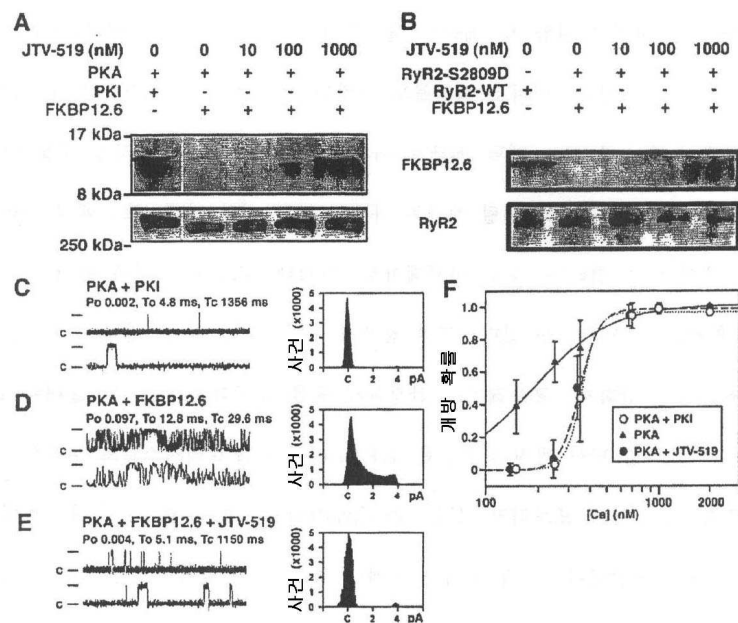 A
JTV-519 (nM) 0 0 10 100 1000
PKA + + + + +
PKI + - - - -
FKBP12.6 - + + + +
17 kDa
8 kDa
250 kDa
B
JTV-519 (nM) 0 0 10 100 1000
RyR2-S2809D - + + + +
RyR2-WT + - - - -
FKBP12.6 + + + + +
FKBP12.6
RyR2
C
PKA + PKI
Po 0.002, To 4.8 ms, Tc 1356 ms
c
c
사건 (x1000)
5
4
3
2
1
0
C 2 4 pA
D
PKA + FKBP12.6
Po 0.097, To 12.8 ms, Tc 29.6 ms
c
c
사건 (x1000)
5
4
3
2
1
0
C 2 4 pA
E
PKA + FKBP12.6 + JTV-519
Po 0.004, To 5.1 ms, Tc 1150 ms
c
c
사건 (x1000)
5
4
3
2
1
0
C 2 4 pA
F
개방 확률
1.0
0.8
0.6
0.4
0.2
0.0
PKA + PKI
PKA
PKA + JTV-519
100 1000 2000
[Ca] (nM)